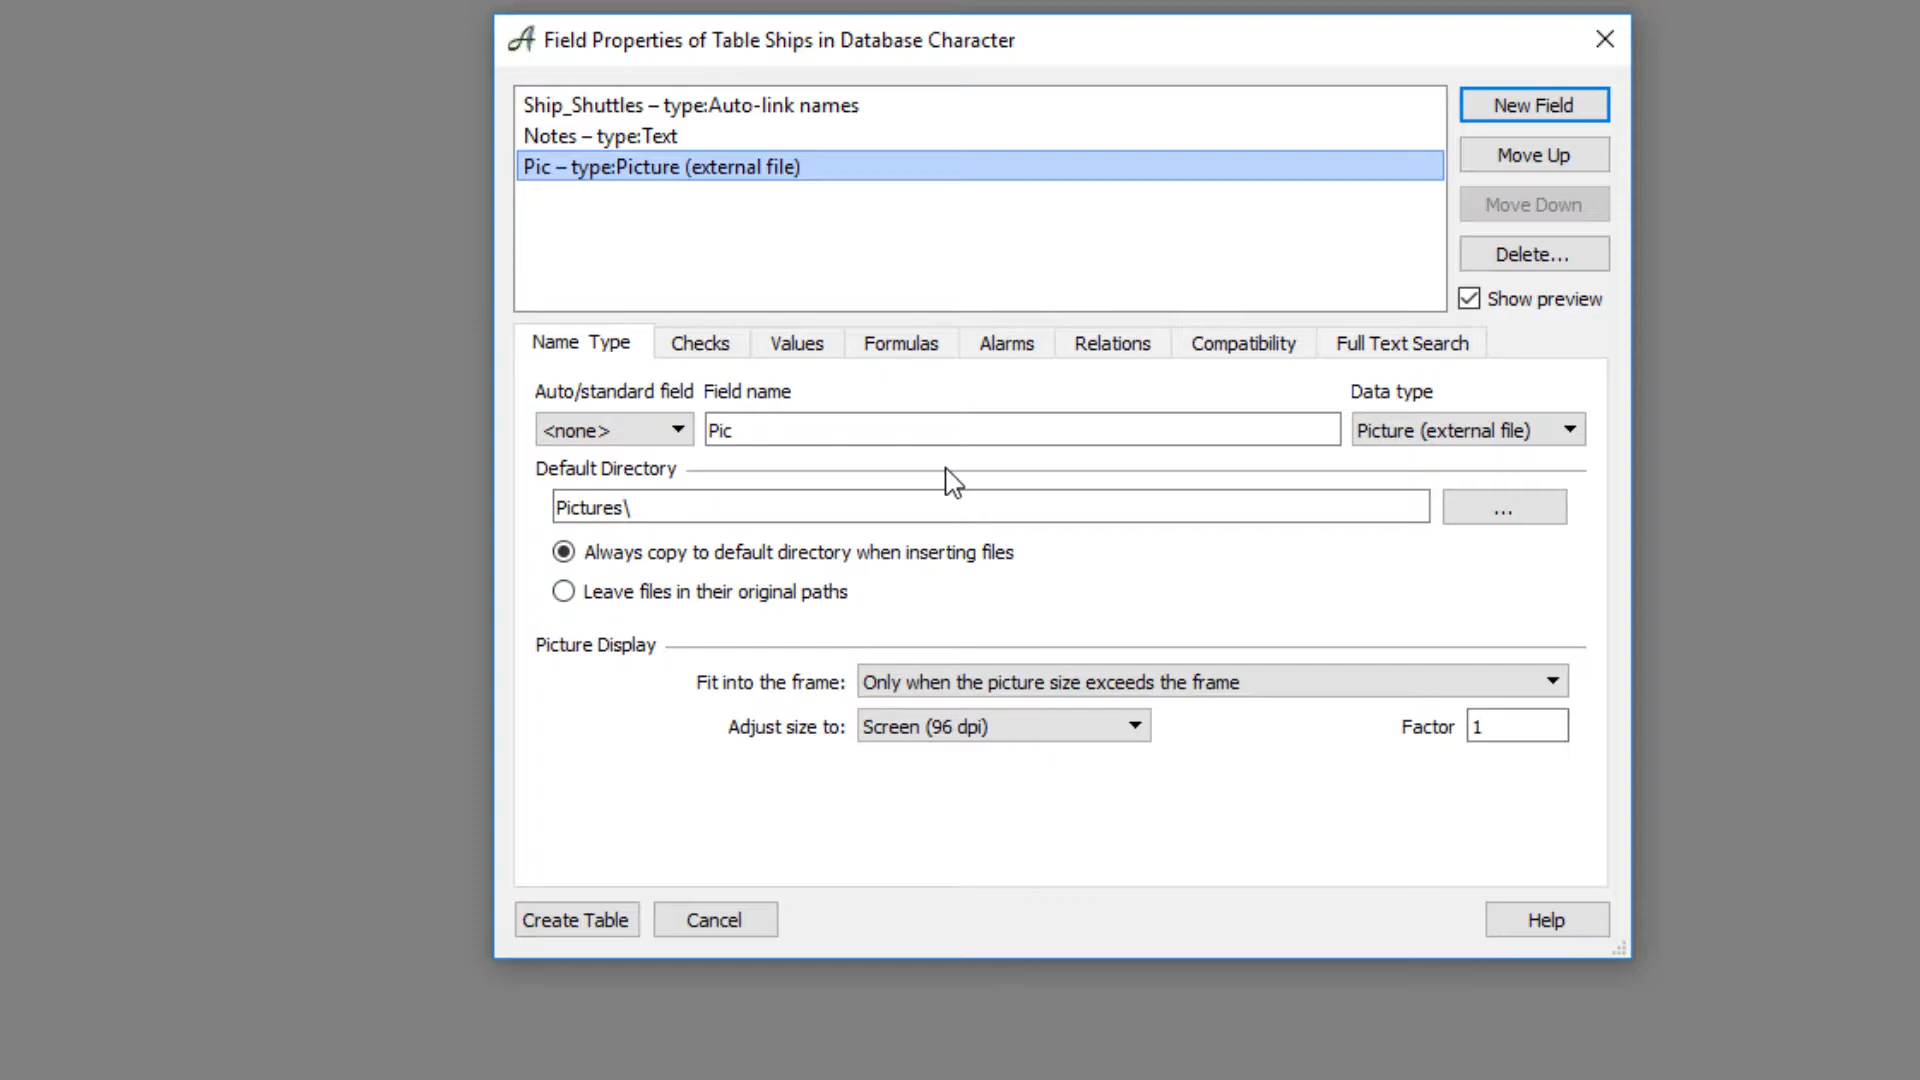 Field Properties of Table Ships in Database Character
Ship_Shuttles – type:Auto-link names
Notes – type:Text
Pic – type:Picture (external file)
New Field
Move Up
Move Down
Delete...
Show preview
Name Type Checks Values Formulas Alarms Relations Compatibility Full Text Search
Auto/standard field Field name Data type
<none> Pic Picture (external file)
Default Directory
Pictures\ ...
Always copy to default directory when inserting files
Leave files in their original paths
Picture Display
Fit into the frame: Only when the picture size exceeds the frame
Adjust size to: Screen (96 dpi) Factor 1
Create Table Cancel Help